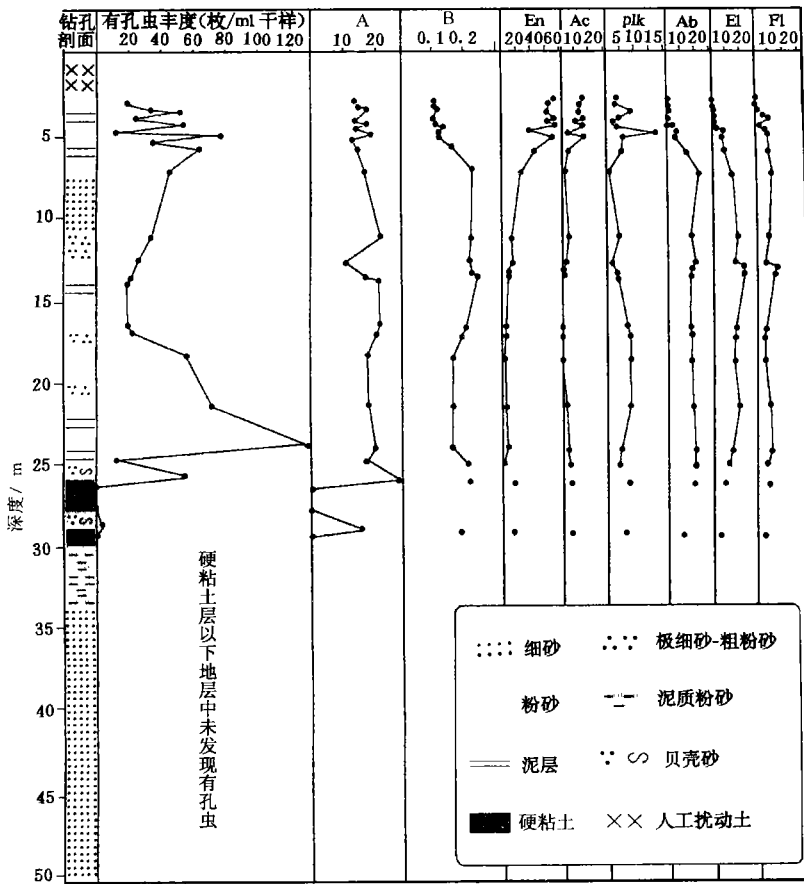 钻孔剖面 有孔虫丰度(枚/ml 干样) A B En Ac plk Ab El Fl
20 40 60 80 100 120 10 20 0.1 0.2 20 40 60 10 20 5 10 15 10 20 10 20 10 20
5
10
15
20
25
30
35
40
45
50
深度/ m
硬粘土层以下地层中未发现有孔虫
细砂 极细砂-粗粉砂
粉砂 泥质粉砂
泥层 贝壳砂
硬粘土 人工扰动土